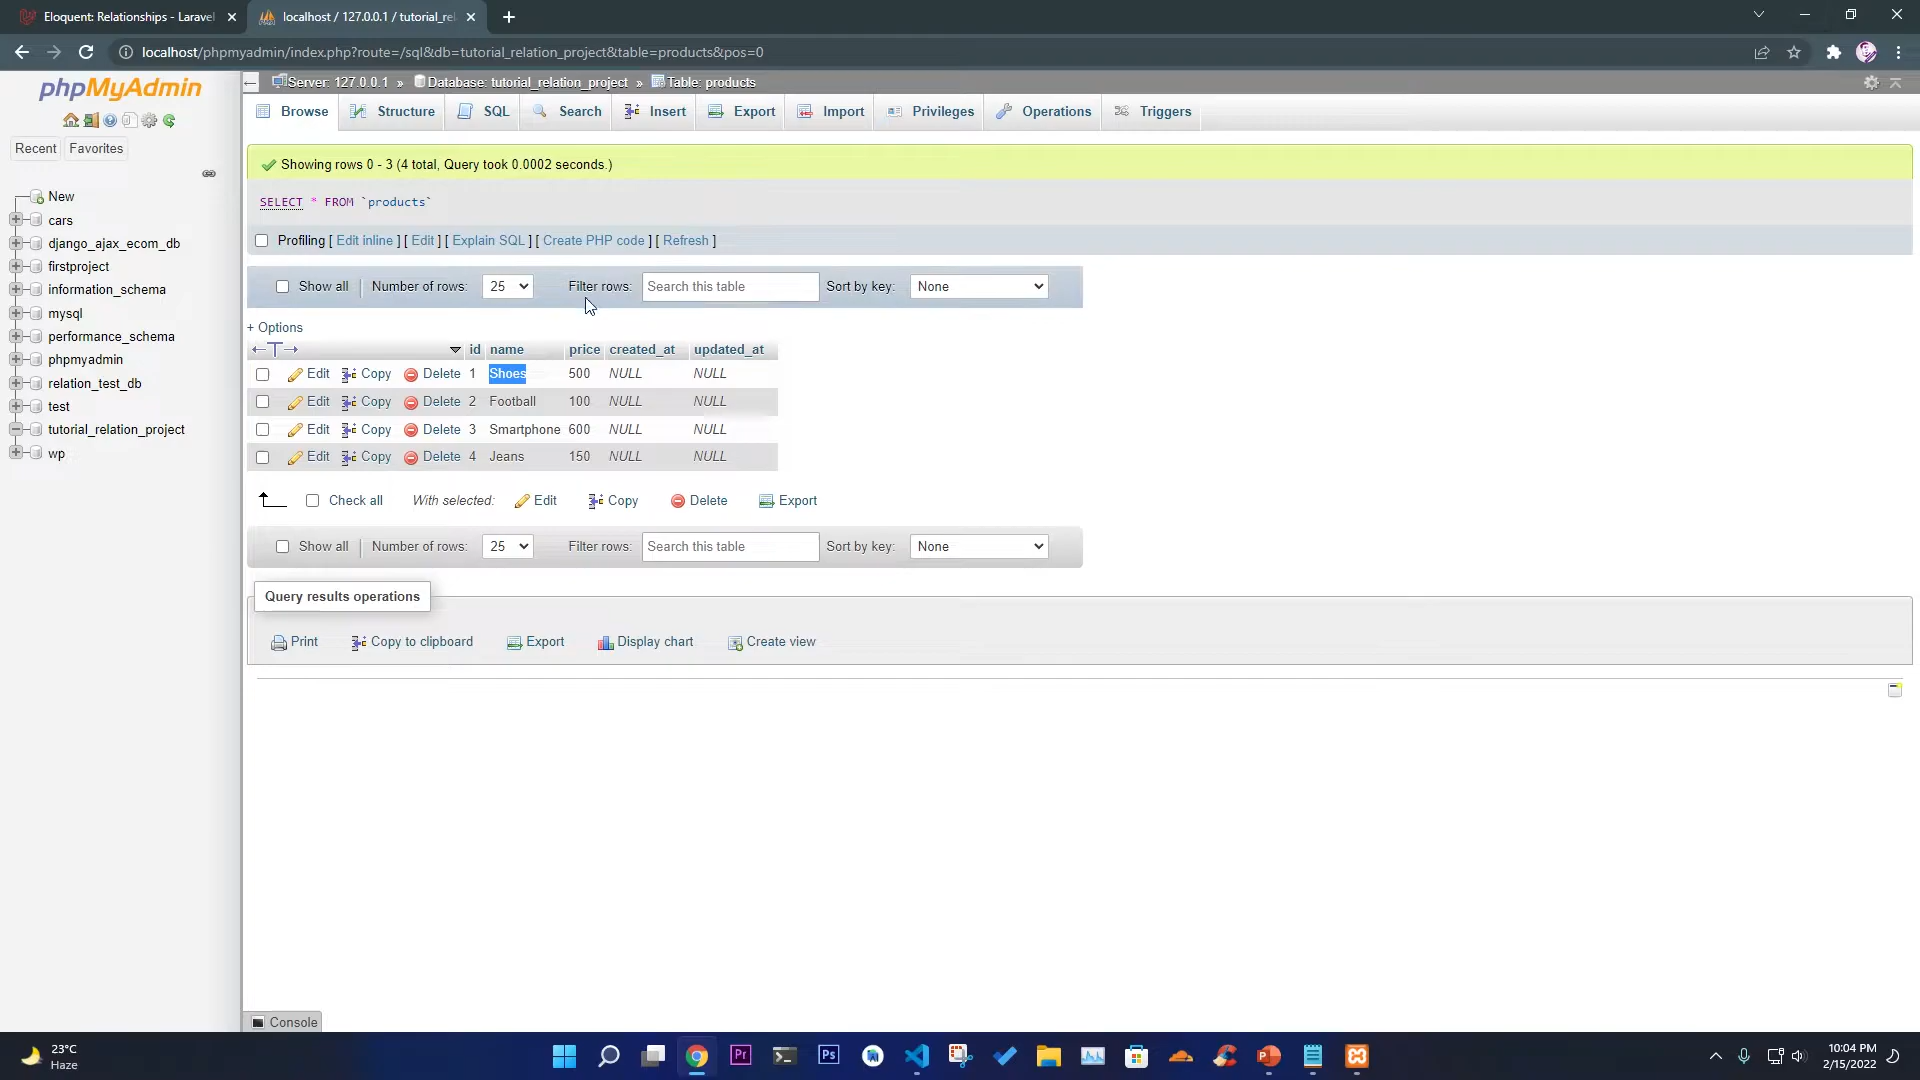 Eloquent: Relationships - Laravel
localhost / 127.0.0.1 / tutorial_rel
localhost/phpmyadmin/index.php?route=/sql&db=tutorial_relation_project&table=products&pos=0
phpMyAdmin
Recent Favorites
New
cars
django_ajax_ecom_db
firstproject
information_schema
mysql
performance_schema
phpmyadmin
relation_test_db
test
tutorial_relation_project
wp
Server: 127.0.0.1 » Database: tutorial_relation_project » Table: products
Browse Structure SQL Search Insert Export Import Privileges Operations Triggers
Showing rows 0 - 3 (4 total, Query took 0.0002 seconds.)
SELECT * FROM `products`
Profiling [ Edit inline ] [ Edit ] [ Explain SQL ] [ Create PHP code ] [ Refresh ]
Show all Number of rows: 25 Filter rows: Search this table Sort by key: None
+ Options
id name price created_at updated_at
Edit Copy Delete 1 Shoes 500 NULL NULL
Edit Copy Delete 2 Football 100 NULL NULL
Edit Copy Delete 3 Smartphone 600 NULL NULL
Edit Copy Delete 4 Jeans 150 NULL NULL
Check all With selected: Edit Copy Delete Export
Show all Number of rows: 25 Filter rows: Search this table Sort by key: None
Query results operations
Print Copy to clipboard Export Display chart Create view
Console
23°C
Haze
Pr
Ps
10:04 PM
2/15/2022